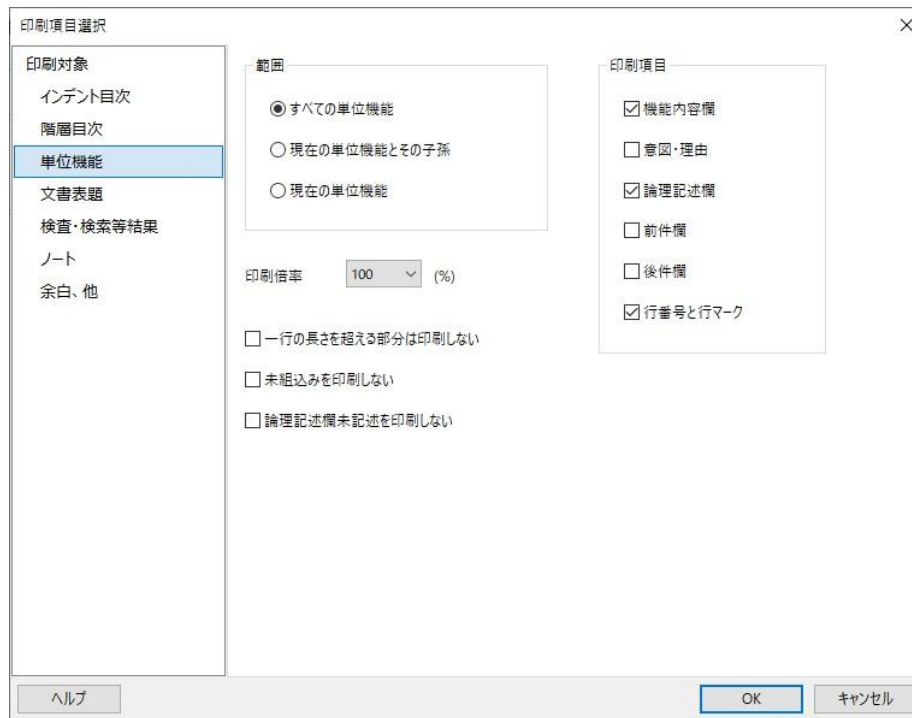 印刷項目選択
印刷対象
インデント目次
階層目次
単位機能
文書表題
検査・検索等結果
ノート
余白、他
範囲
すべての単位機能
現在の単位機能とその子孫
現在の単位機能
印刷倍率 100 (%)
一行の長さを超える部分は印刷しない
未組込みを印刷しない
論理記述欄未記述を印刷しない
印刷項目
機能内容欄
意図・理由
論理記述欄
前件欄
後件欄
行番号と行マーク
ヘルプ
OK
キャンセル